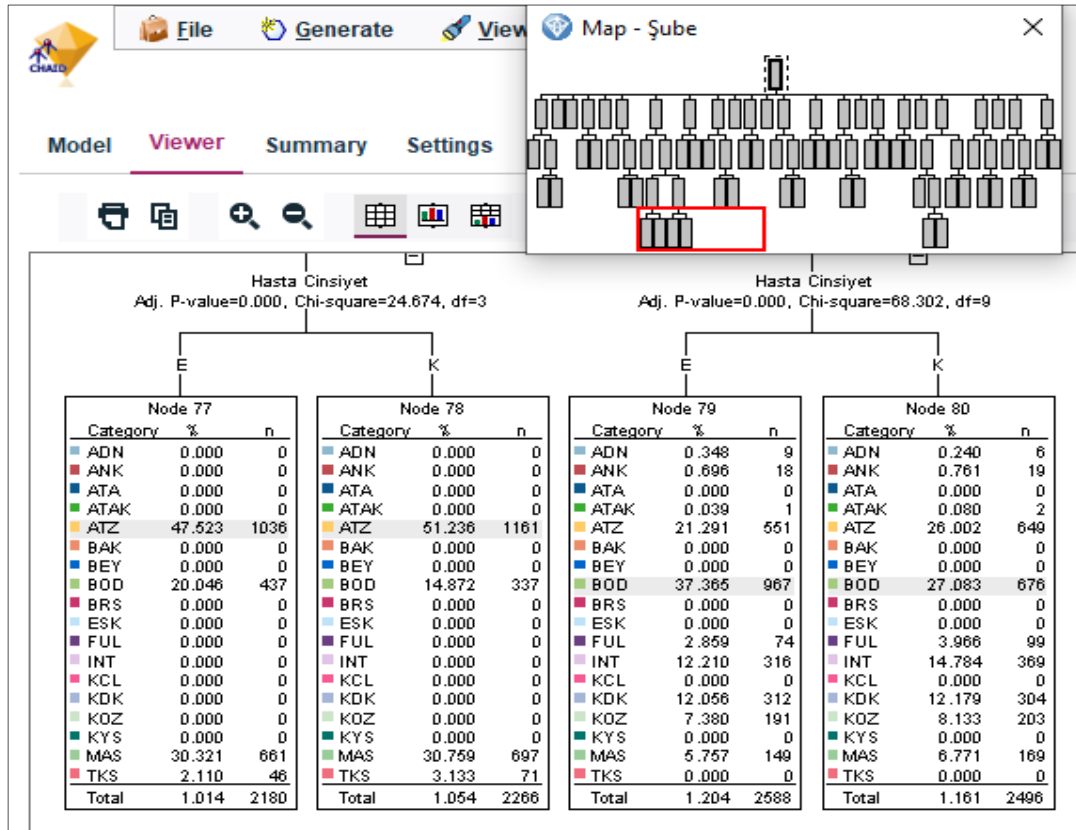 CHAID
File Generate View
Map - Şube
Model Viewer Summary Settings
Hasta Cinsiyet
Adj. P-value=0.000, Chi-square=24.674, df=3
E K
Hasta Cinsiyet
Adj. P-value=0.000, Chi-square=68.302, df=9
E K
Node 77
Category % n
ADN 0.000 0
ANK 0.000 0
ATA 0.000 0
ATAK 0.000 0
ATZ 47.523 1036
BAK 0.000 0
BEY 0.000 0
BOD 20.046 437
BRS 0.000 0
ESK 0.000 0
FUL 0.000 0
INT 0.000 0
KCL 0.000 0
KDK 0.000 0
KOZ 0.000 0
KYS 0.000 0
MAS 30.321 661
TKS 2.110 46
Total 1.014 2180
Node 78
Category % n
ADN 0.000 0
ANK 0.000 0
ATA 0.000 0
ATAK 0.000 0
ATZ 51.236 1161
BAK 0.000 0
BEY 0.000 0
BOD 14.872 337
BRS 0.000 0
ESK 0.000 0
FUL 0.000 0
INT 0.000 0
KCL 0.000 0
KDK 0.000 0
KOZ 0.000 0
KYS 0.000 0
MAS 30.759 697
TKS 3.133 71
Total 1.054 2266
Node 79
Category % n
ADN 0.348 9
ANK 0.696 18
ATA 0.000 0
ATAK 0.039 1
ATZ 21.291 551
BAK 0.000 0
BEY 0.000 0
BOD 37.365 967
BRS 0.000 0
ESK 0.000 0
FUL 2.859 74
INT 12.210 316
KCL 0.000 0
KDK 12.056 312
KOZ 7.380 191
KYS 0.000 0
MAS 5.757 149
TKS 0.000 0
Total 1.204 2588
Node 80
Category % n
ADN 0.240 6
ANK 0.761 19
ATA 0.000 0
ATAK 0.080 2
ATZ 26.002 649
BAK 0.000 0
BEY 0.000 0
BOD 27.083 676
BRS 0.000 0
ESK 0.000 0
FUL 3.966 99
INT 14.784 369
KCL 0.000 0
KDK 12.179 304
KOZ 8.133 203
KYS 0.000 0
MAS 6.771 169
TKS 0.000 0
Total 1.161 2496